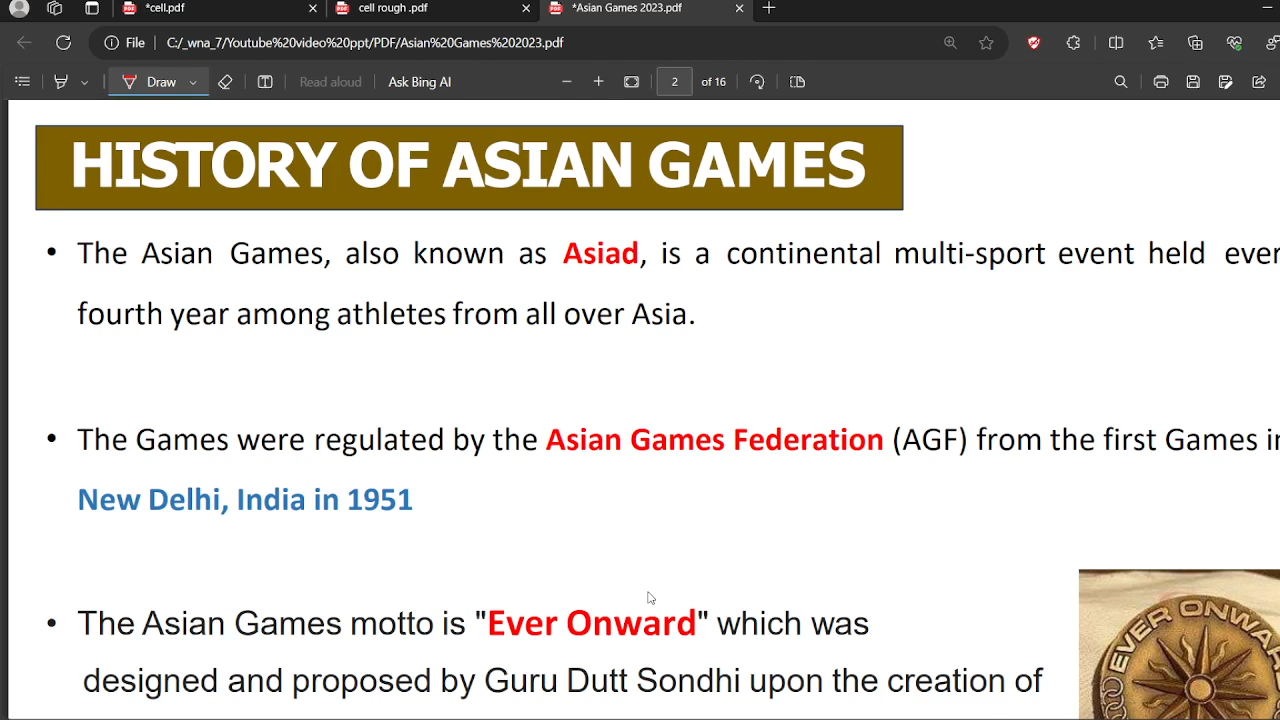 *cell.pdf
cell rough .pdf
*Asian Games 2023.pdf
File
C:/_wna_7/Youtube%20video%20ppt/PDF/Asian%20Games%202023.pdf
Draw
Read aloud
Ask Bing AI
2 of 16
HISTORY OF ASIAN GAMES
• The Asian Games, also known as Asiad, is a continental multi-sport event held ever
fourth year among athletes from all over Asia.
• The Games were regulated by the Asian Games Federation (AGF) from the first Games in
New Delhi, India in 1951
• The Asian Games motto is "Ever Onward" which was
designed and proposed by Guru Dutt Sondhi upon the creation of
EVER ONWA